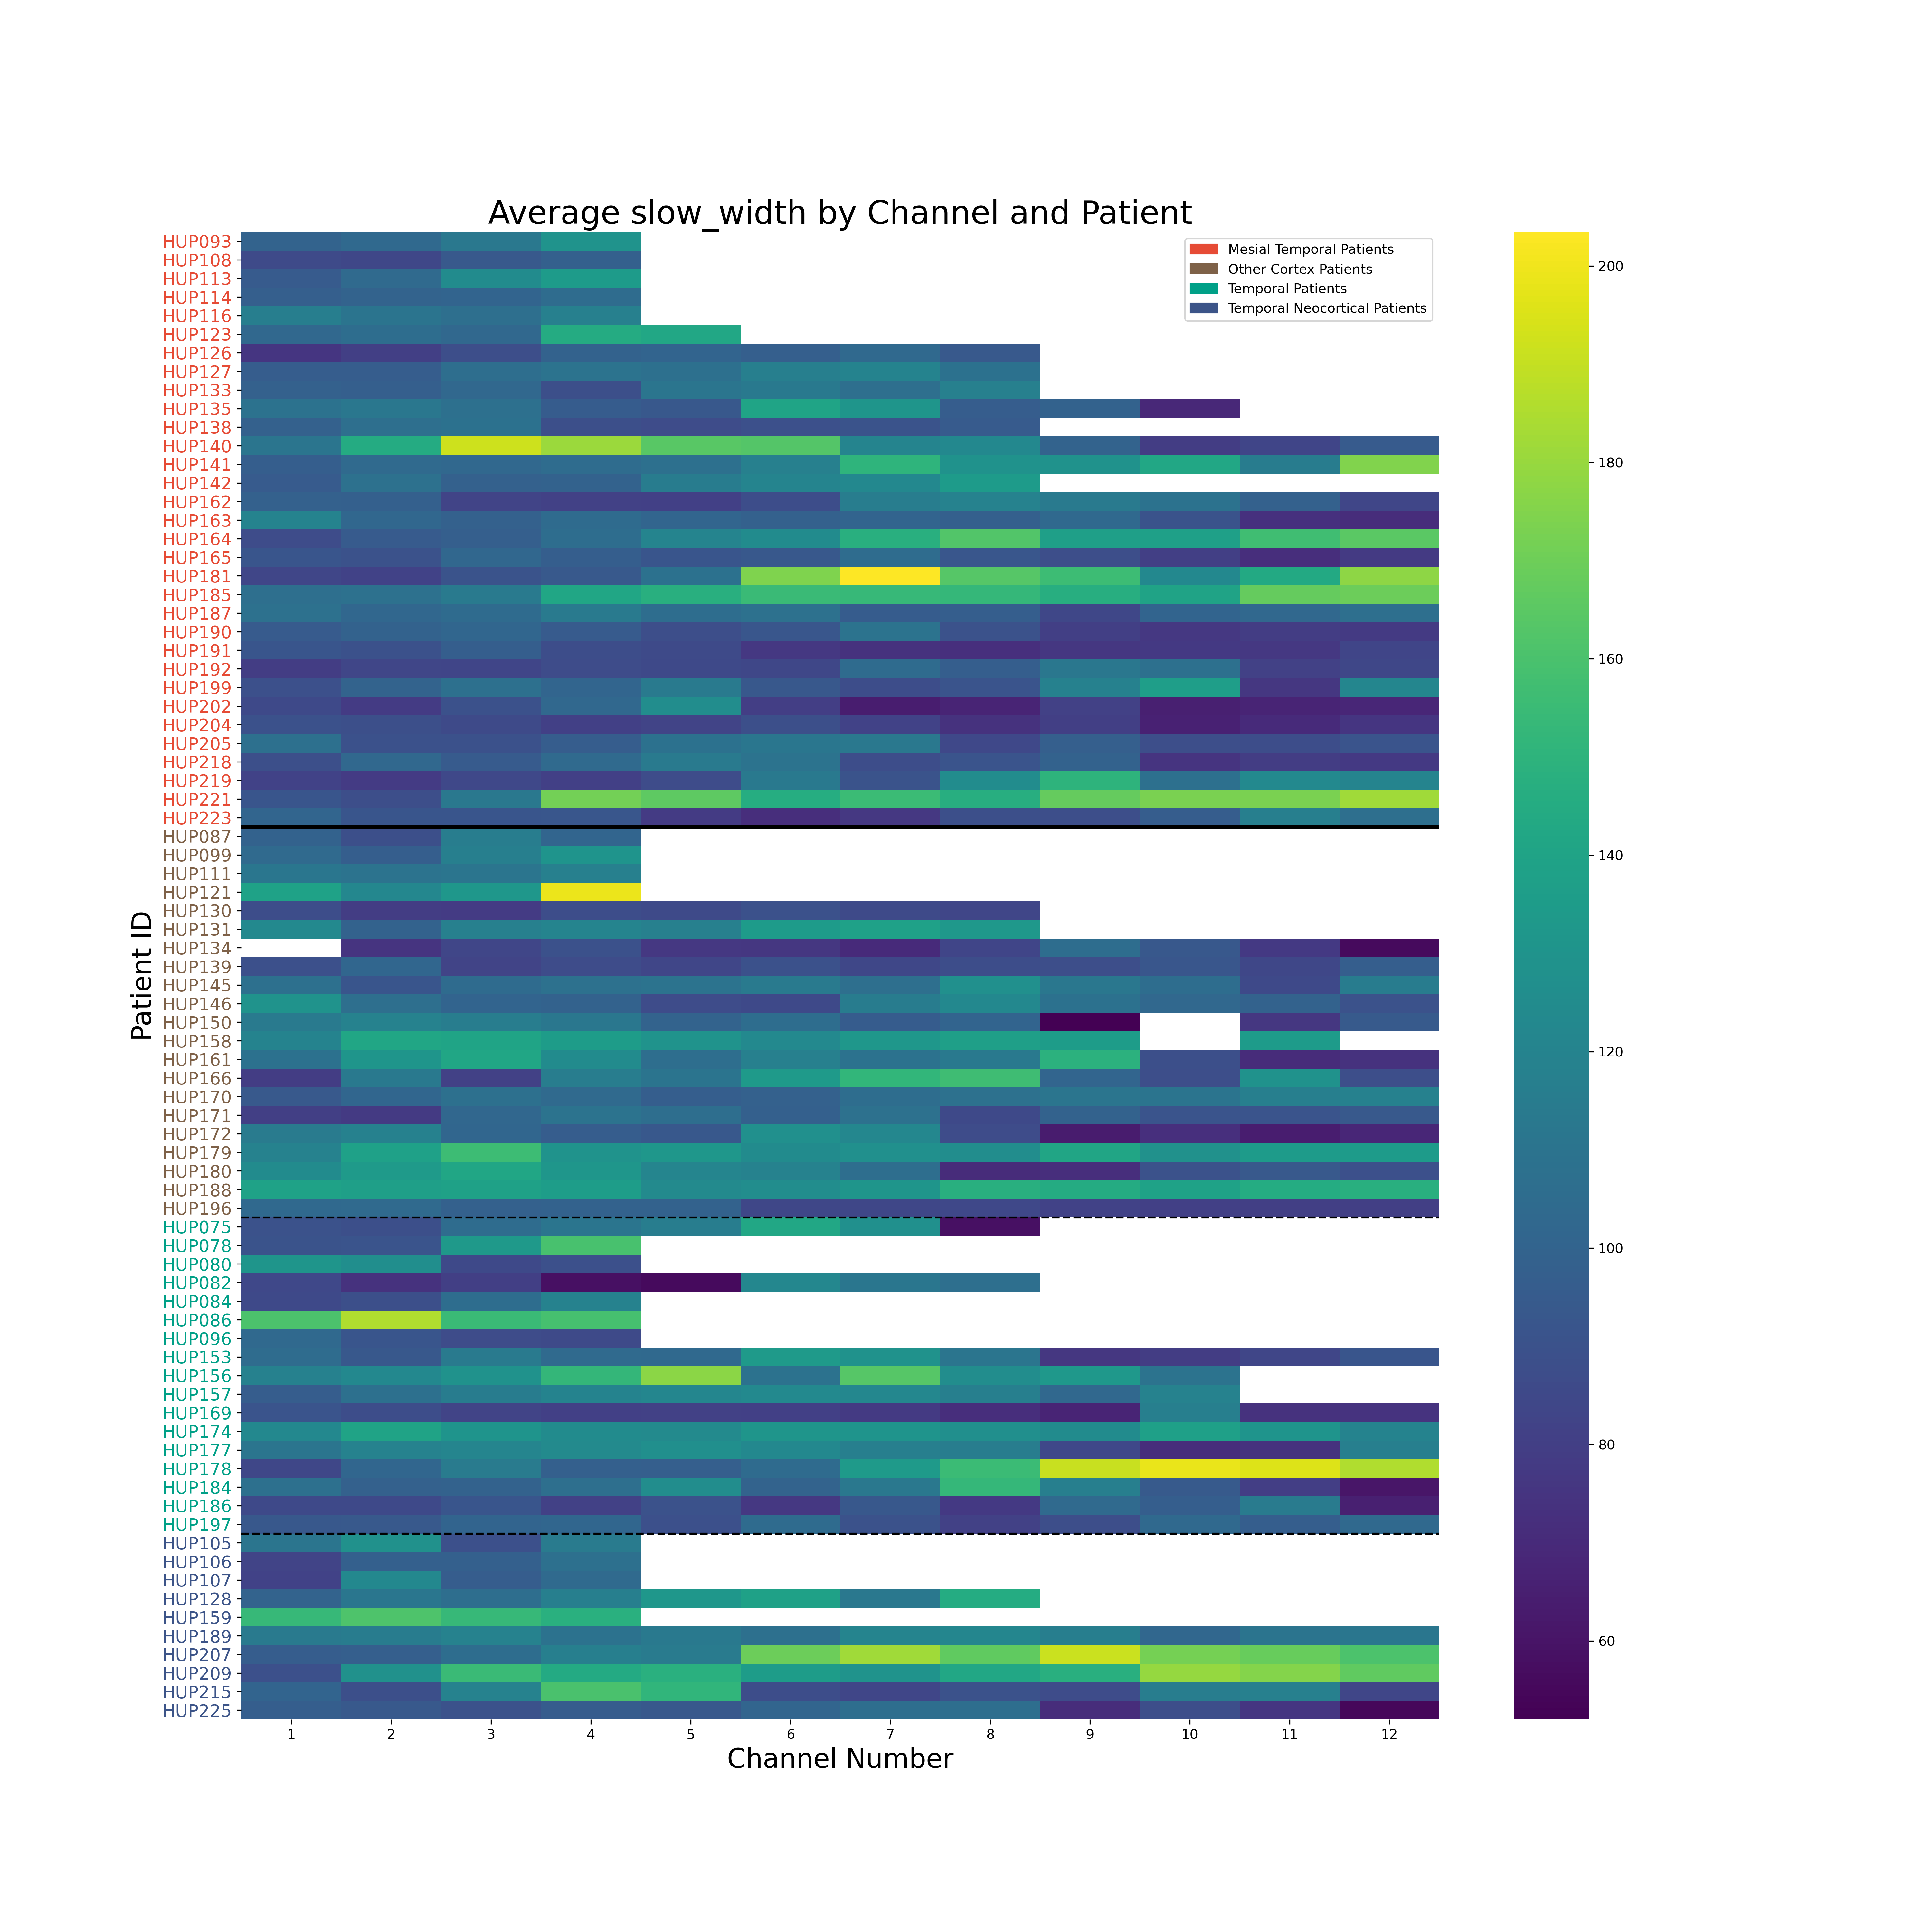 Average slow_width by Channel and Patient
Mesial Temporal Patients
Other Cortex Patients
Temporal Patients
Temporal Neocortical Patients
Patient ID
HUP093
HUP108
HUP113
HUP114
HUP116
HUP123
HUP126
HUP127
HUP133
HUP135
HUP138
HUP140
HUP141
HUP142
HUP162
HUP163
HUP164
HUP165
HUP181
HUP185
HUP187
HUP190
HUP191
HUP192
HUP199
HUP202
HUP204
HUP205
HUP218
HUP219
HUP221
HUP223
HUP087
HUP099
HUP111
HUP121
HUP130
HUP131
HUP134
HUP139
HUP145
HUP146
HUP150
HUP158
HUP161
HUP166
HUP170
HUP171
HUP172
HUP179
HUP180
HUP188
HUP196
HUP075
HUP078
HUP080
HUP082
HUP084
HUP086
HUP096
HUP153
HUP156
HUP157
HUP169
HUP174
HUP177
HUP178
HUP184
HUP186
HUP197
HUP105
HUP106
HUP107
HUP128
HUP159
HUP189
HUP207
HUP209
HUP215
HUP225
1 2 3 4 5 6 7 8 9 10 11 12
Channel Number
200
180
160
140
120
100
80
60